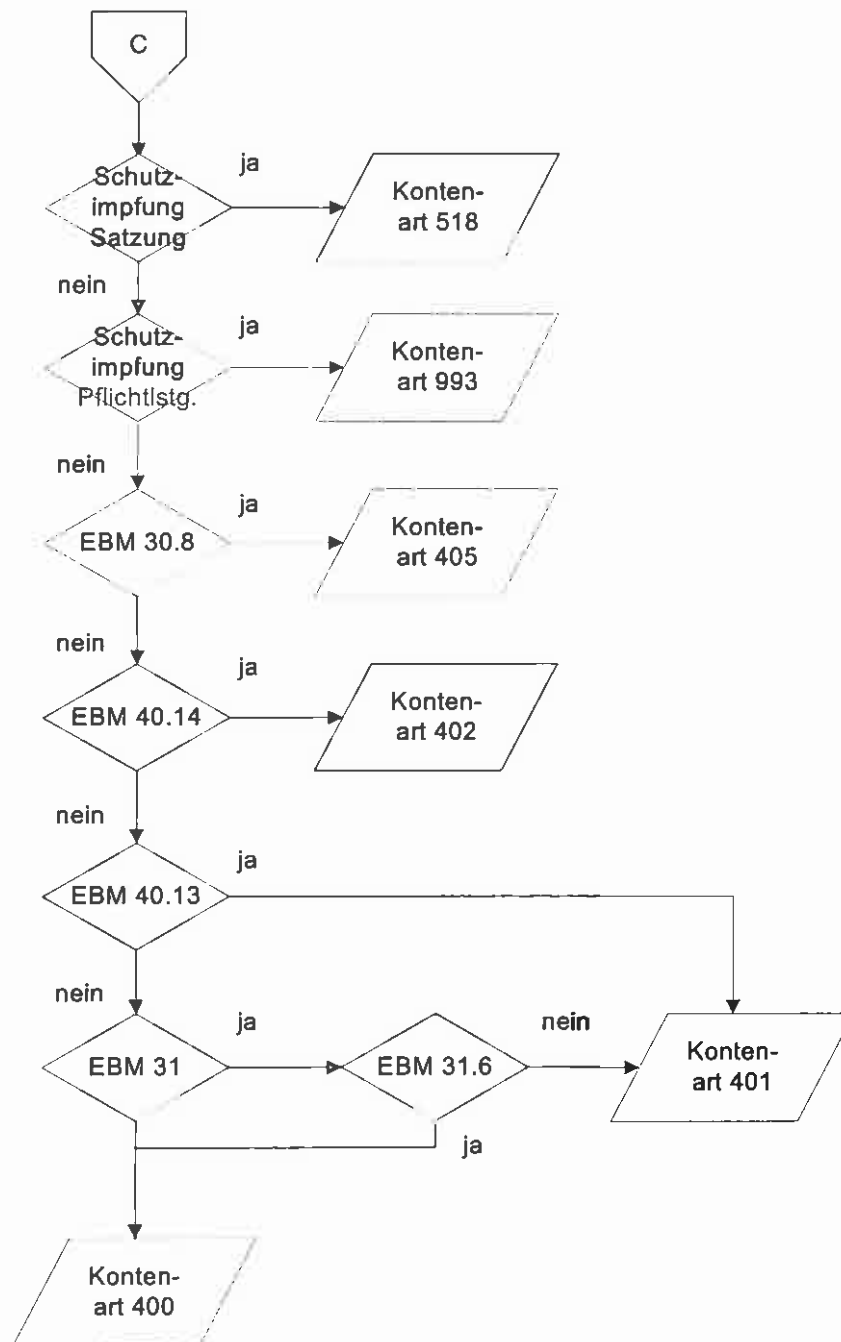 C
Schutz-
impfung
Satzung
ja
Konten-
art 518
nein
Schutz-
impfung
Pflichtlstg.
ja
Konten-
art 993
nein
EBM 30.8
ja
Konten-
art 405
nein
EBM 40.14
ja
Konten-
art 402
nein
EBM 40.13
ja
nein
EBM 31
ja
EBM 31.6
nein
Konten-
art 401
ja
Konten-
art 400